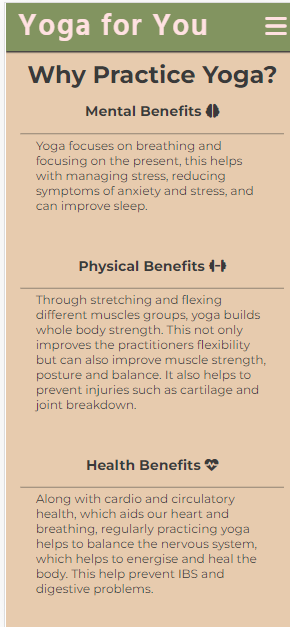 Yoga for You
Why Practice Yoga?
Mental Benefits
Yoga focuses on breathing and
focusing on the present, this helps
with managing stress, reducing
symptoms of anxiety and stress, and
can improve sleep.
Physical Benefits
Through stretching and flexing
different muscles groups, yoga builds
whole body strength. This not only
improves the practitioners flexibility
but can also improve muscle strength,
posture and balance. It also helps to
prevent injuries such as cartilage and
joint breakdown.
Health Benefits
Along with cardio and circulatory
health, which aids our heart and
breathing, regularly practicing yoga
helps to balance the nervous system,
which helps to energise and heal the
body. This help prevent IBS and
digestive problems.